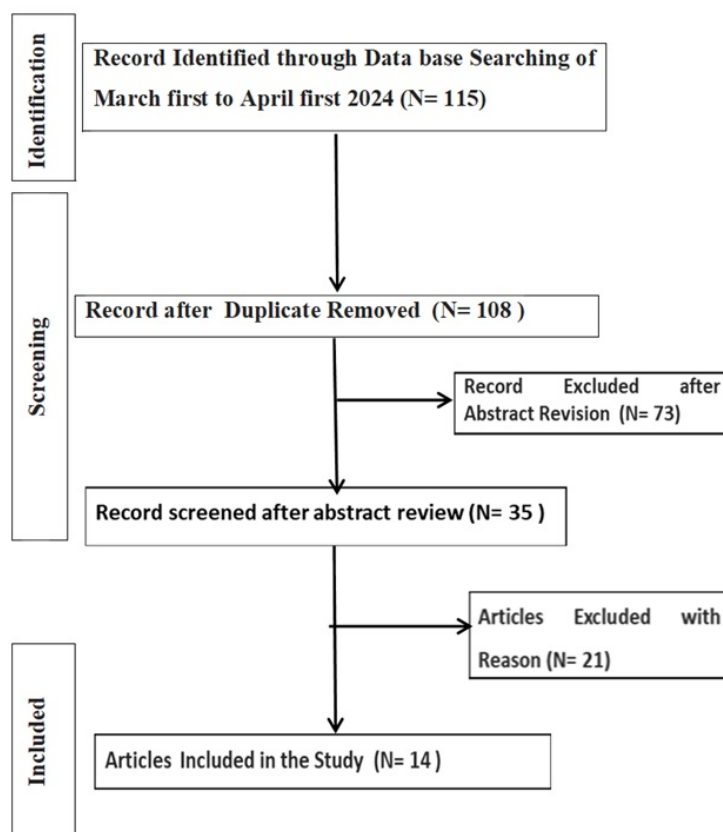 Identification
Record Identified through Data base Searching of
March first to April first 2024 (N= 115)
Screening
Record after Duplicate Removed (N= 108 )
Record Excluded after
Abstract Revision (N= 73)
Record screened after abstract review (N= 35 )
Articles Excluded with
Reason (N= 21)
Included
Articles Included in the Study (N= 14 )